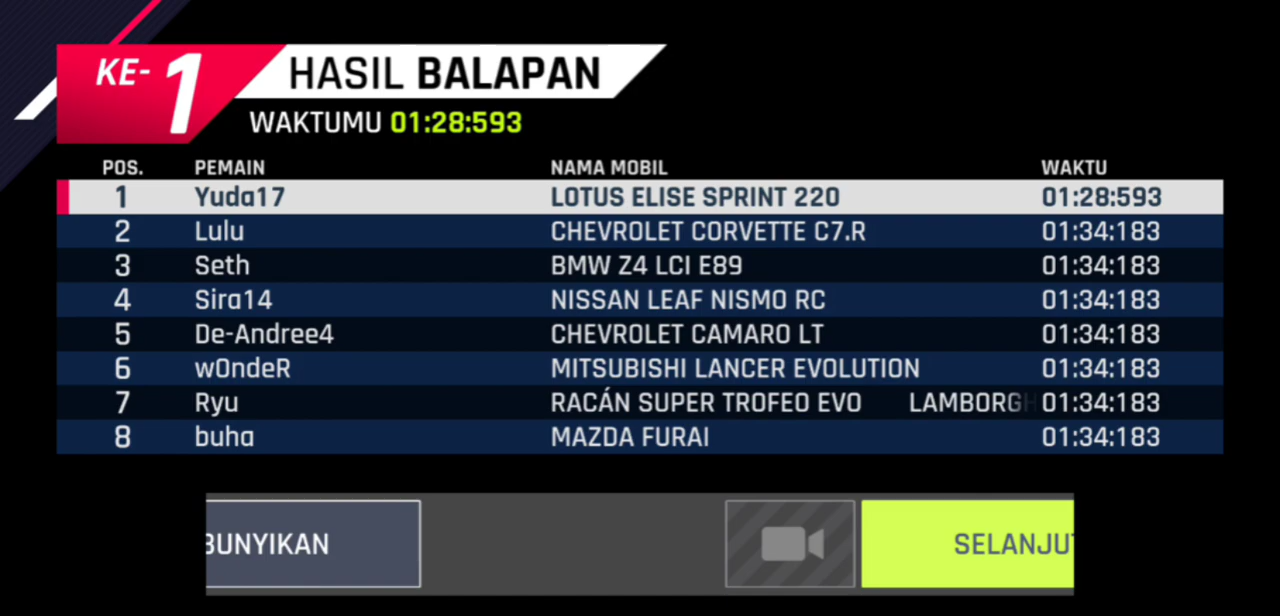 KE-1 HASIL BALAPAN
WAKTUMU 01:28:593
POS. PEMAIN NAMA MOBIL WAKTU
1 Yuda17 LOTUS ELISE SPRINT 220 01:28:593
2 Lulu CHEVROLET CORVETTE C7.R 01:34:183
3 Seth BMW Z4 LCI E89 01:34:183
4 Sira14 NISSAN LEAF NISMO RC 01:34:183
5 De-Andree4 CHEVROLET CAMARO LT 01:34:183
6 w0ndeR MITSUBISHI LANCER EVOLUTION 01:34:183
7 Ryu RACÁN SUPER TROFEO EVO LAMBORGH 01:34:183
8 buha MAZDA FURAI 01:34:183
BUNYIKAN SELANJUT